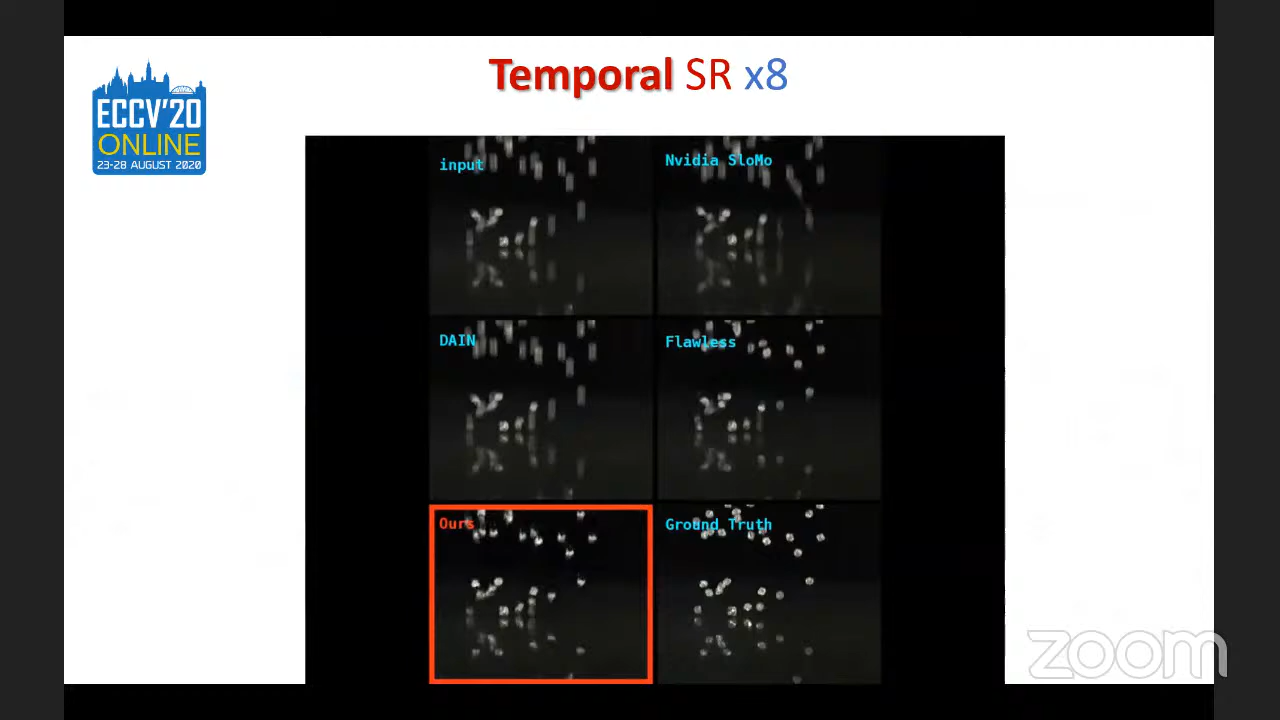 Temporal SR x8
ECCV'20
ONLINE
23-28 AUGUST 2020
input
Nvidia SloMo
DAIN
Flawless
Ours
Ground Truth
zoom